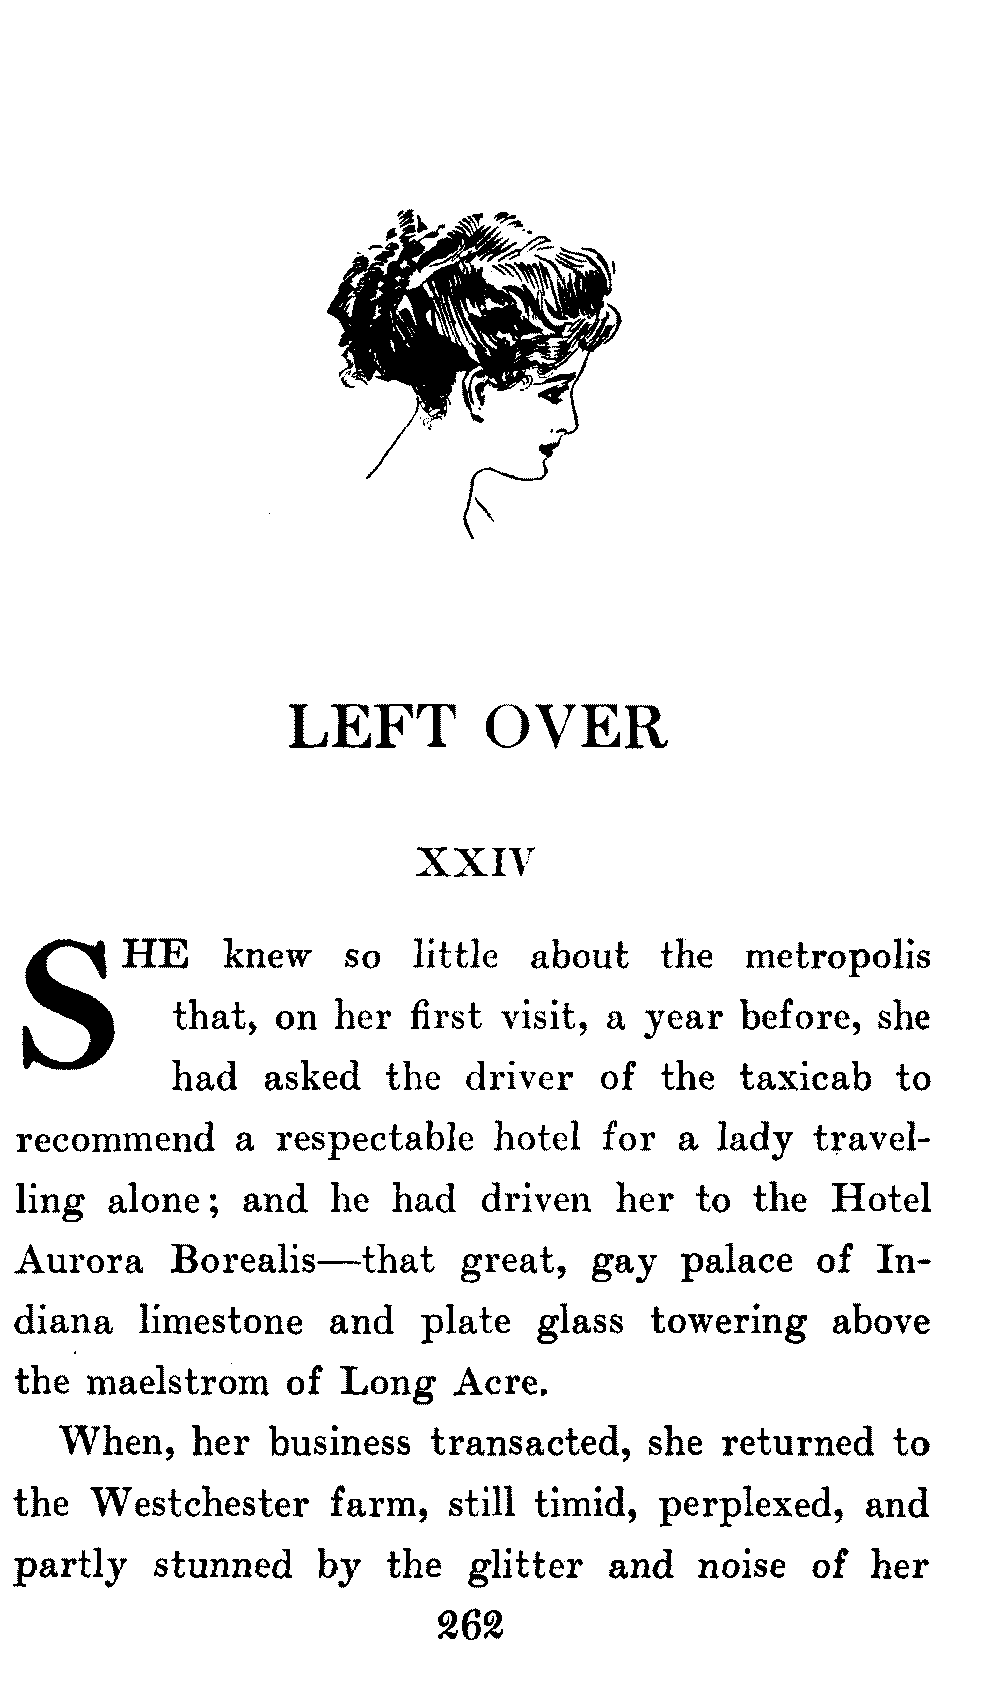 LEFT OVER
XXIV
SHE knew so little about the metropolis
that, on her first visit, a year before, she
had asked the driver of the taxicab to
recommend a respectable hotel for a lady travel-
ling alone; and he had driven her to the Hotel
Aurora Borealis—that great, gay palace of In-
diana limestone and plate glass towering above
the maelstrom of Long Acre.
When, her business transacted, she returned to
the Westchester farm, still timid, perplexed, and
partly stunned by the glitter and noise of her
262